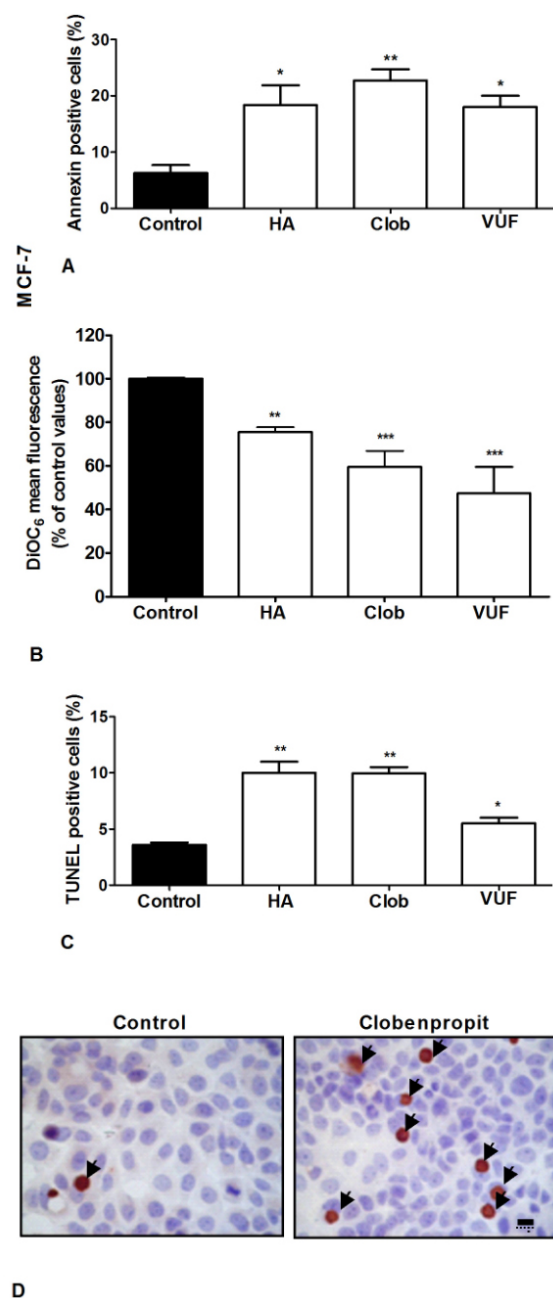 Annexin positive cells (%)
30
20
10
0
*
**
*
Control HA Clob VUF
A
MCF-7
DiOC6 mean fluorescence
(% of control values)
120
100
80
60
40
20
0
**
***
***
Control HA Clob VUF
B
TUNEL positive cells (%)
15
10
5
0
**
**
*
Control HA Clob VUF
C
Control Clobenpropit
D